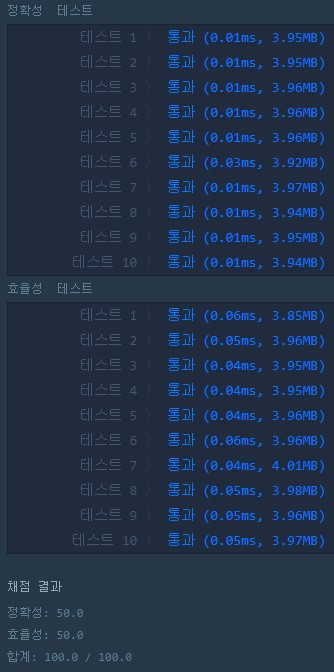 정확성 테스트
테스트 1 〉 통과 (0.01ms, 3.95MB)
테스트 2 〉 통과 (0.01ms, 3.95MB)
테스트 3 〉 통과 (0.01ms, 3.96MB)
테스트 4 〉 통과 (0.01ms, 3.96MB)
테스트 5 〉 통과 (0.01ms, 3.96MB)
테스트 6 〉 통과 (0.03ms, 3.92MB)
테스트 7 〉 통과 (0.01ms, 3.97MB)
테스트 8 〉 통과 (0.01ms, 3.94MB)
테스트 9 〉 통과 (0.01ms, 3.95MB)
테스트 10 〉 통과 (0.01ms, 3.94MB)
효율성 테스트
테스트 1 〉 통과 (0.06ms, 3.85MB)
테스트 2 〉 통과 (0.05ms, 3.96MB)
테스트 3 〉 통과 (0.04ms, 3.95MB)
테스트 4 〉 통과 (0.04ms, 3.95MB)
테스트 5 〉 통과 (0.04ms, 3.96MB)
테스트 6 〉 통과 (0.06ms, 3.96MB)
테스트 7 〉 통과 (0.04ms, 4.01MB)
테스트 8 〉 통과 (0.05ms, 3.98MB)
테스트 9 〉 통과 (0.05ms, 3.96MB)
테스트 10 〉 통과 (0.05ms, 3.97MB)
채점 결과
정확성: 50.0
효율성: 50.0
합계: 100.0 / 100.0